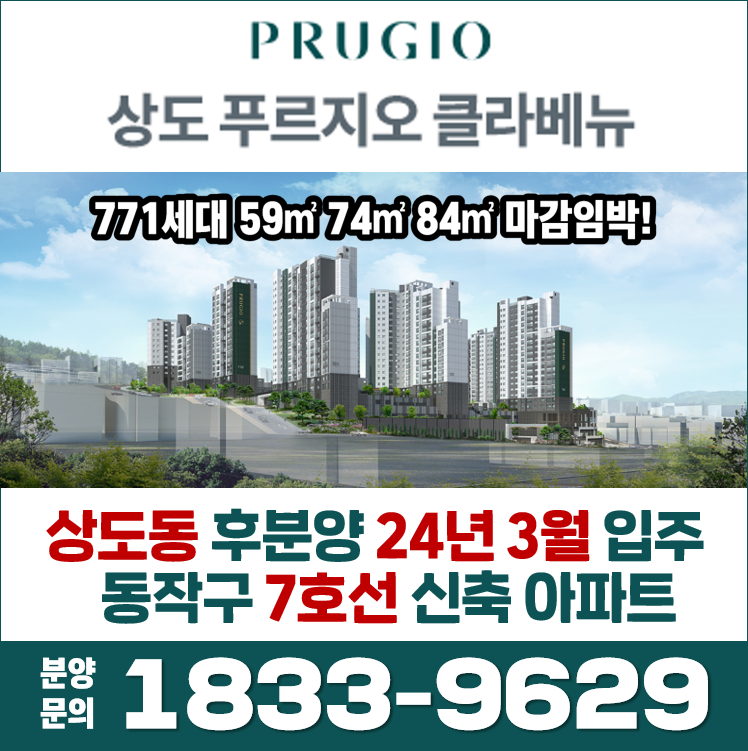 PRUGIO
상도 푸르지오 클라베뉴
771세대 59㎡ 74㎡ 84㎡ 마감임박!
PRUGIO
PRUGIO
상도동 후분양 24년 3월 입주
동작구 7호선 신축 아파트
분양
문의
1833-9629